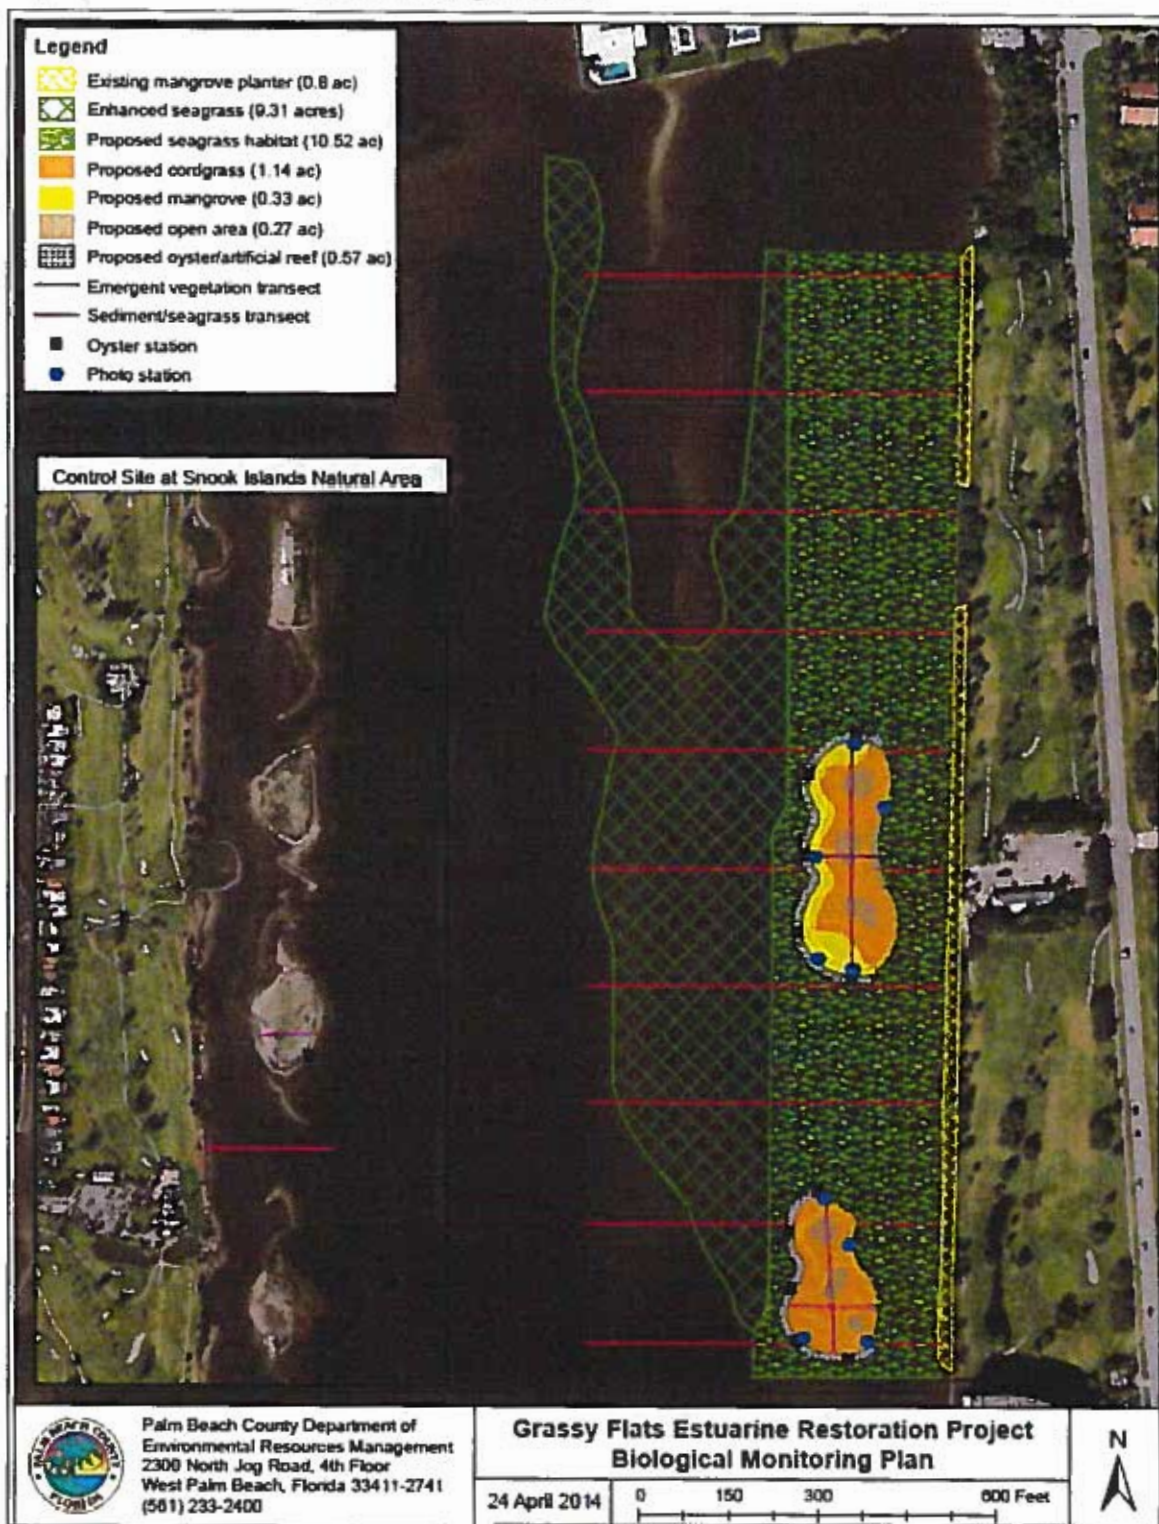 Legend
Existing mangrove planter (0.8 ac)
Enhanced seagrass (9.31 acres)
Proposed seagrass habitat (10.52 ac)
Proposed cordgrass (1.14 ac)
Proposed mangrove (0.33 ac)
Proposed open area (0.27 ac)
Proposed oyster/artificial reef (0.57 ac)
Emergent vegetation transect
Sediment/seagrass transect
Oyster station
Photo station
Control Site at Snook Islands Natural Area
PALM BEACH COUNTY
FLORIDA
Palm Beach County Department of
Environmental Resources Management
2300 North Jog Road, 4th Floor
West Palm Beach, Florida 33411-2741
(561) 233-2400
Grassy Flats Estuarine Restoration Project
Biological Monitoring Plan
24 April 2014
0 150 300 600 Feet
N